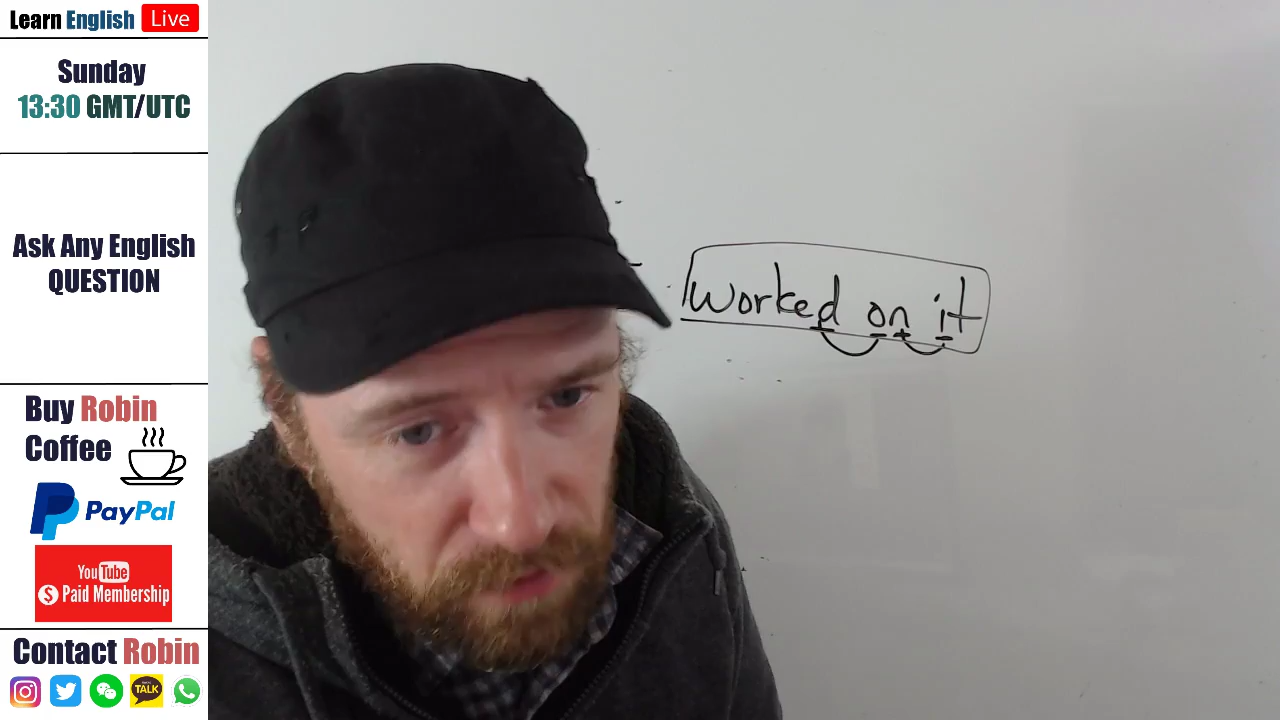 Learn English Live
Sunday
13:30 GMT/UTC
Ask Any English
QUESTION
Buy Robin
Coffee
PayPal
YouTube
$ Paid Membership
Contact Robin
TALK
worked on it